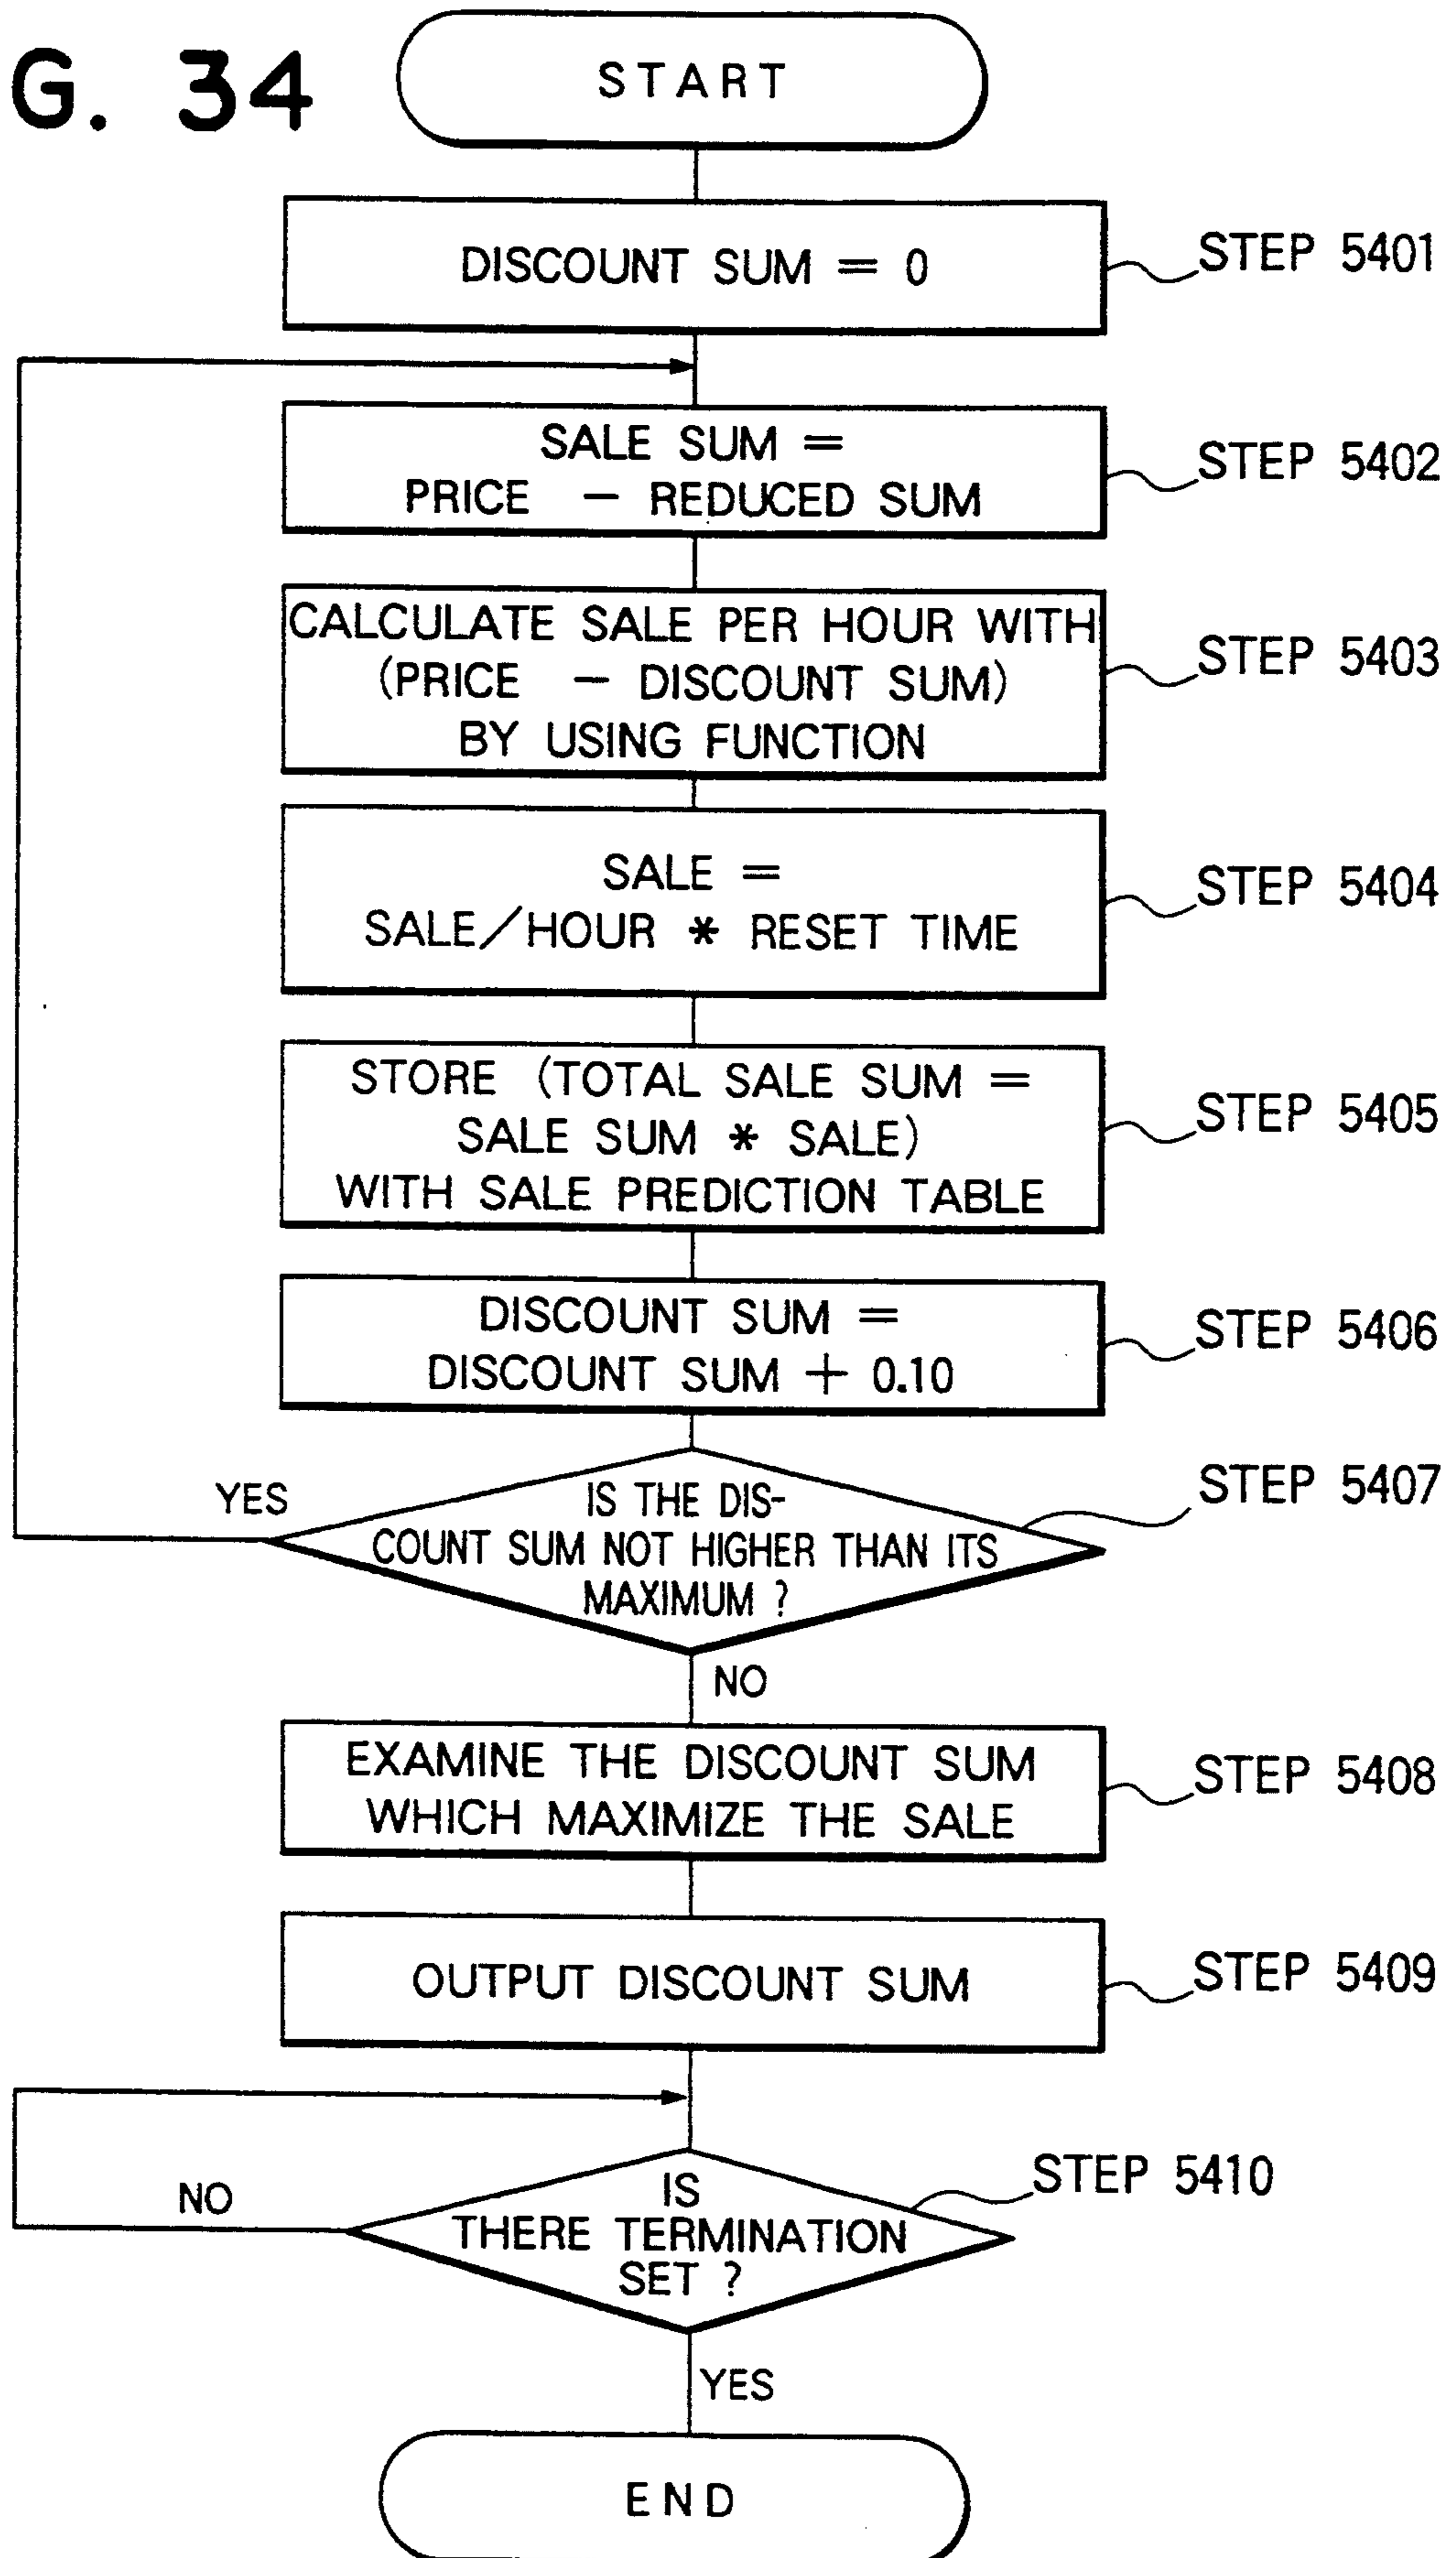 G. 34
START
DISCOUNT SUM = 0
STEP 5401
SALE SUM =
PRICE - REDUCED SUM
STEP 5402
CALCULATE SALE PER HOUR WITH
(PRICE - DISCOUNT SUM)
BY USING FUNCTION
STEP 5403
SALE =
SALE/HOUR * RESET TIME
STEP 5404
STORE (TOTAL SALE SUM =
SALE SUM * SALE)
WITH SALE PREDICTION TABLE
STEP 5405
DISCOUNT SUM =
DISCOUNT SUM + 0.10
STEP 5406
YES
IS THE DIS-
COUNT SUM NOT HIGHER THAN ITS
MAXIMUM ?
STEP 5407
NO
EXAMINE THE DISCOUNT SUM
WHICH MAXIMIZE THE SALE
STEP 5408
OUTPUT DISCOUNT SUM
STEP 5409
NO
IS
THERE TERMINATION
SET ?
STEP 5410
YES
END